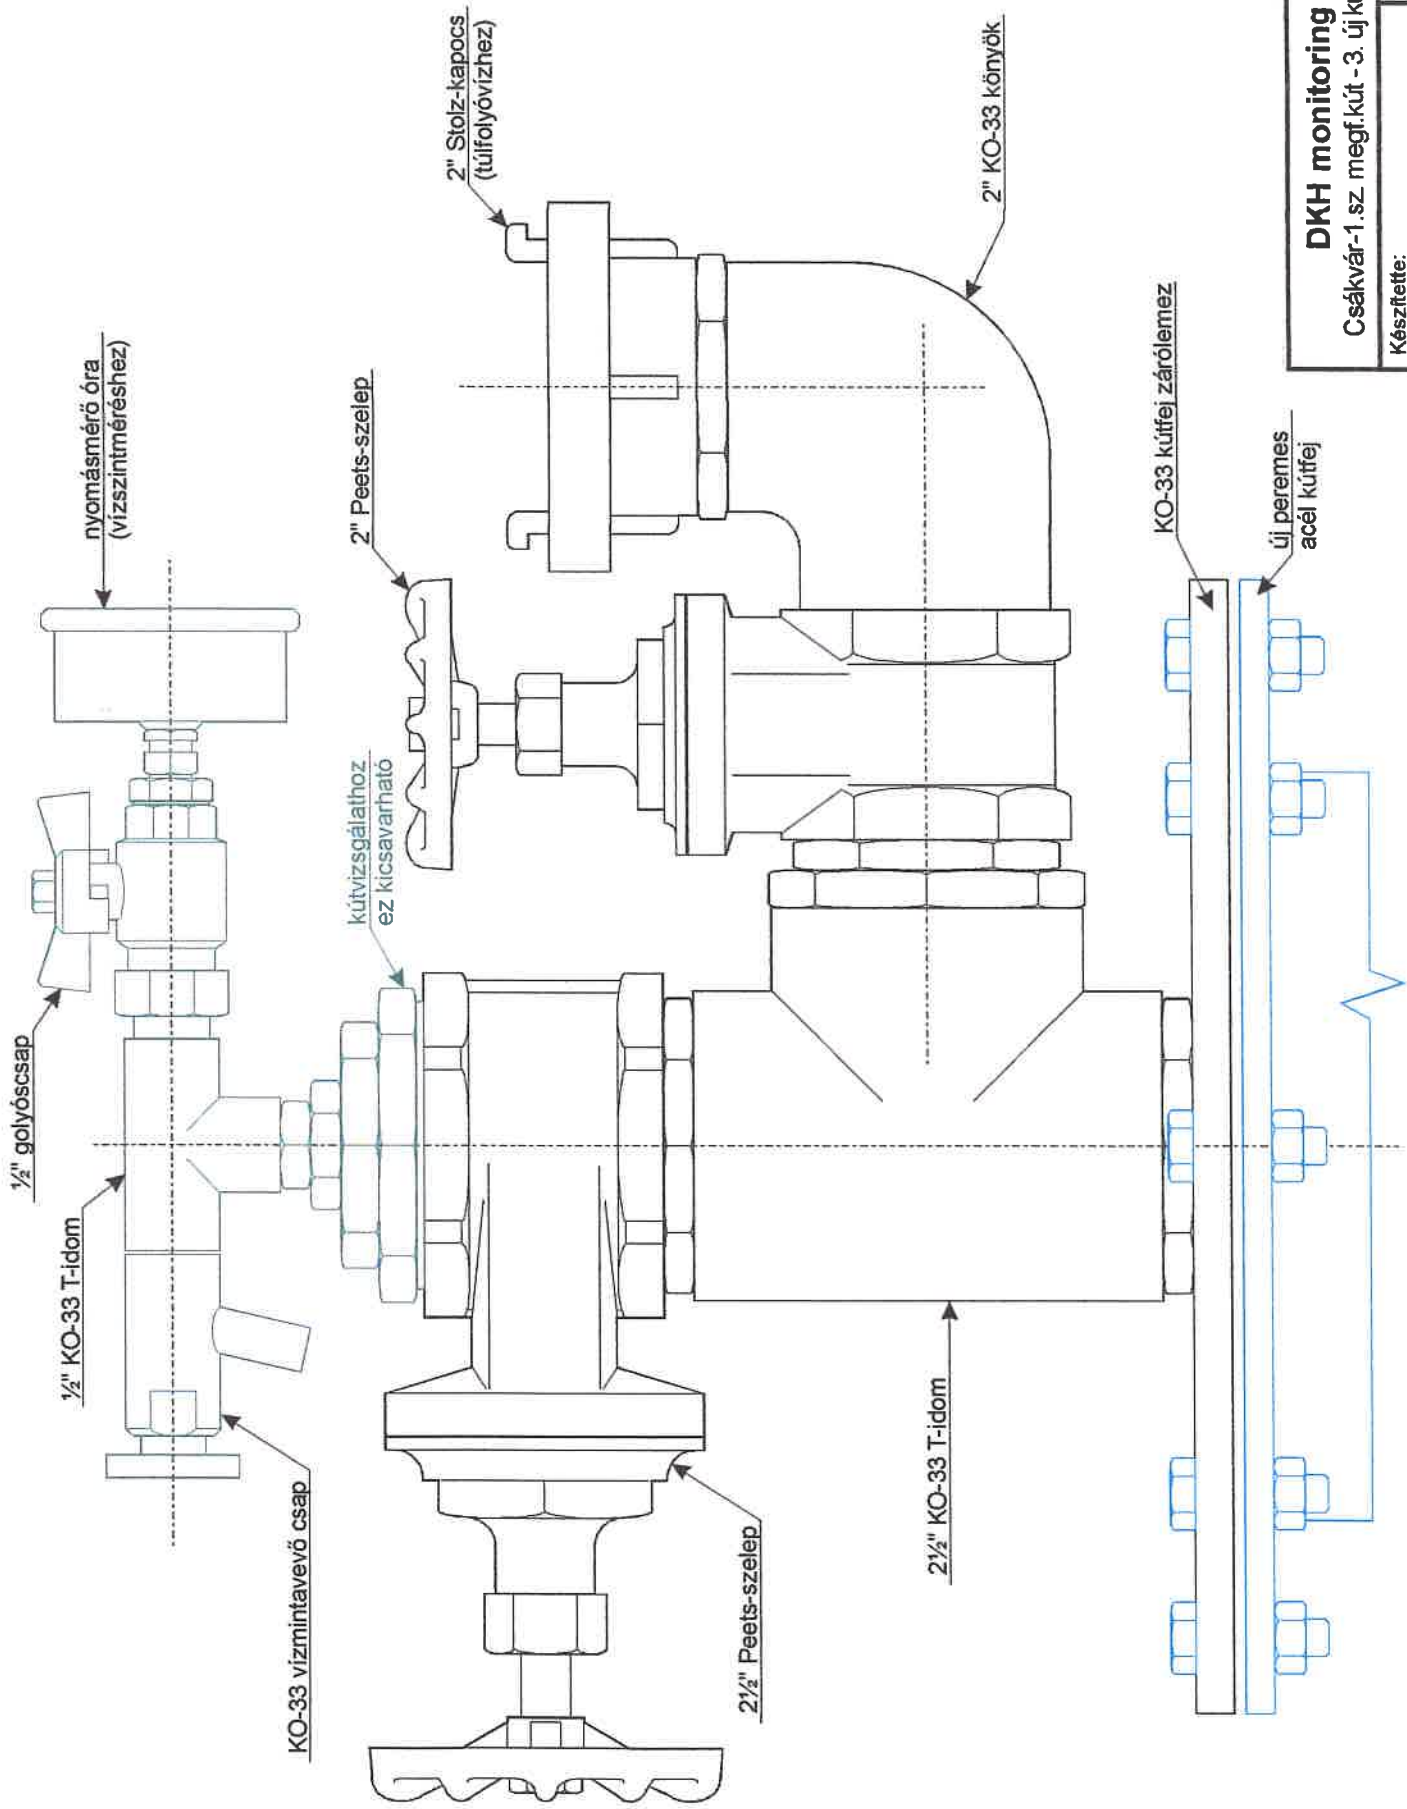 ½" golyóscsap
nyomásmérő óra
(vízszintméréshez)
½" KO-33 T-idom
2" Stolz-kapocs
(túlfolyóvízhez)
2" Peets-szelep
kútvizsgálathoz
ez kicsavarható
KO-33 vízmintavevő csap
2" KO-33 könyök
2½" Peets-szelep
2½" KO-33 T-idom
KO-33 kútfej zárólemez
új peremes
acél kútfej
DKH monitoring
Csákvár-1.sz. megf.kút - 3. új
Készítette: